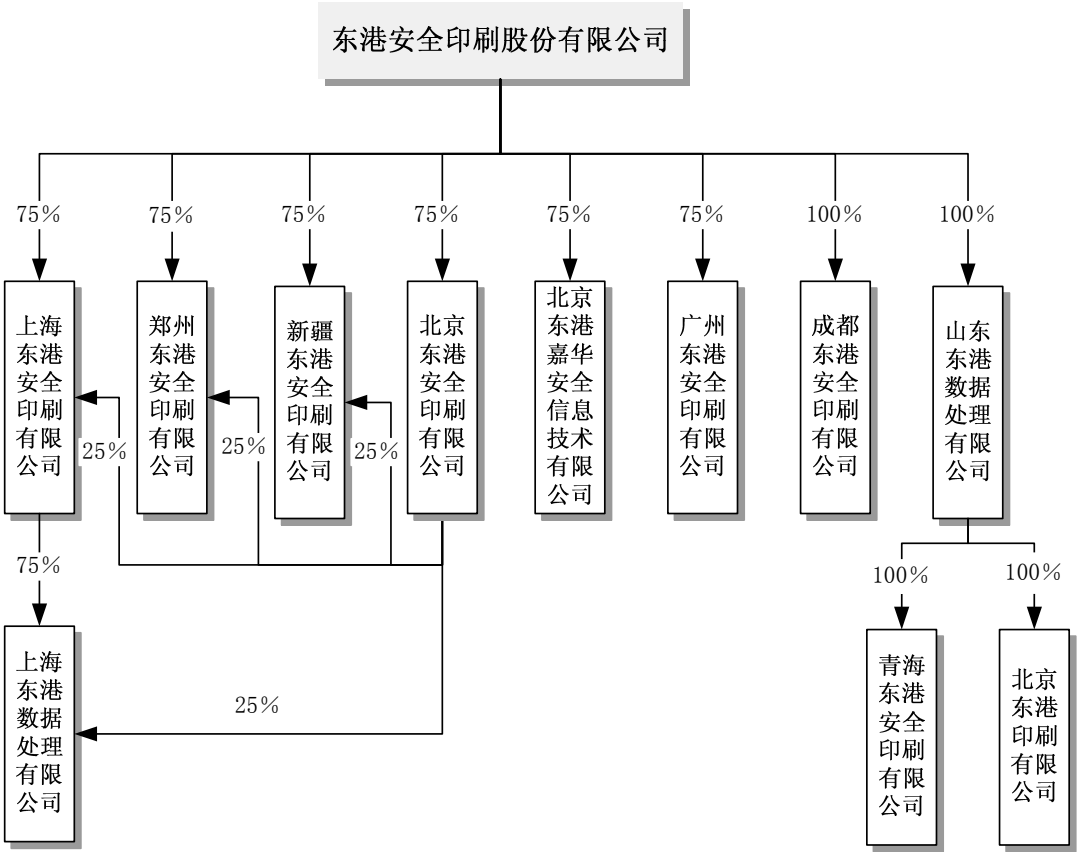 东港安全印刷股份有限公司
75%
75%
75%
75%
75%
75%
100%
100%
上海
东港
安全
印刷
有限
公司
郑州
东港
安全
印刷
有限
公司
新疆
东港
安全
印刷
有限
公司
北京
东港
安全
印刷
有限
公司
北京
东港
嘉华
安全
信息
技术
有限
公司
广州
东港
安全
印刷
有限
公司
成都
东港
安全
印刷
有限
公司
山东
东港
数据
处理
有限
公司
25%
25%
25%
75%
100%
100%
上海
东港
数据
处理
有限
公司
25%
青海
东港
安全
印刷
有限
公司
北京
东港
印刷
有限
公司